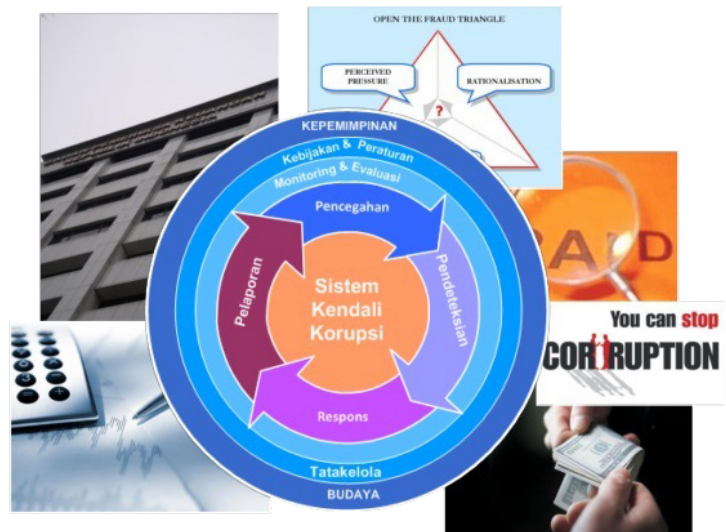 OPEN THE FRAUD TRIANGLE
PERCEIVED
PRESSURE
RATIONALISATION
?
KEPEMIMPINAN
Kebijakan & Peraturan
Monitoring & Evaluasi
Pencegahan
Pendeteksian
Respons
Pelaporan
Sistem
Kendali
Korupsi
Tatakelola
BUDAYA
You can stop
CORRUPTION